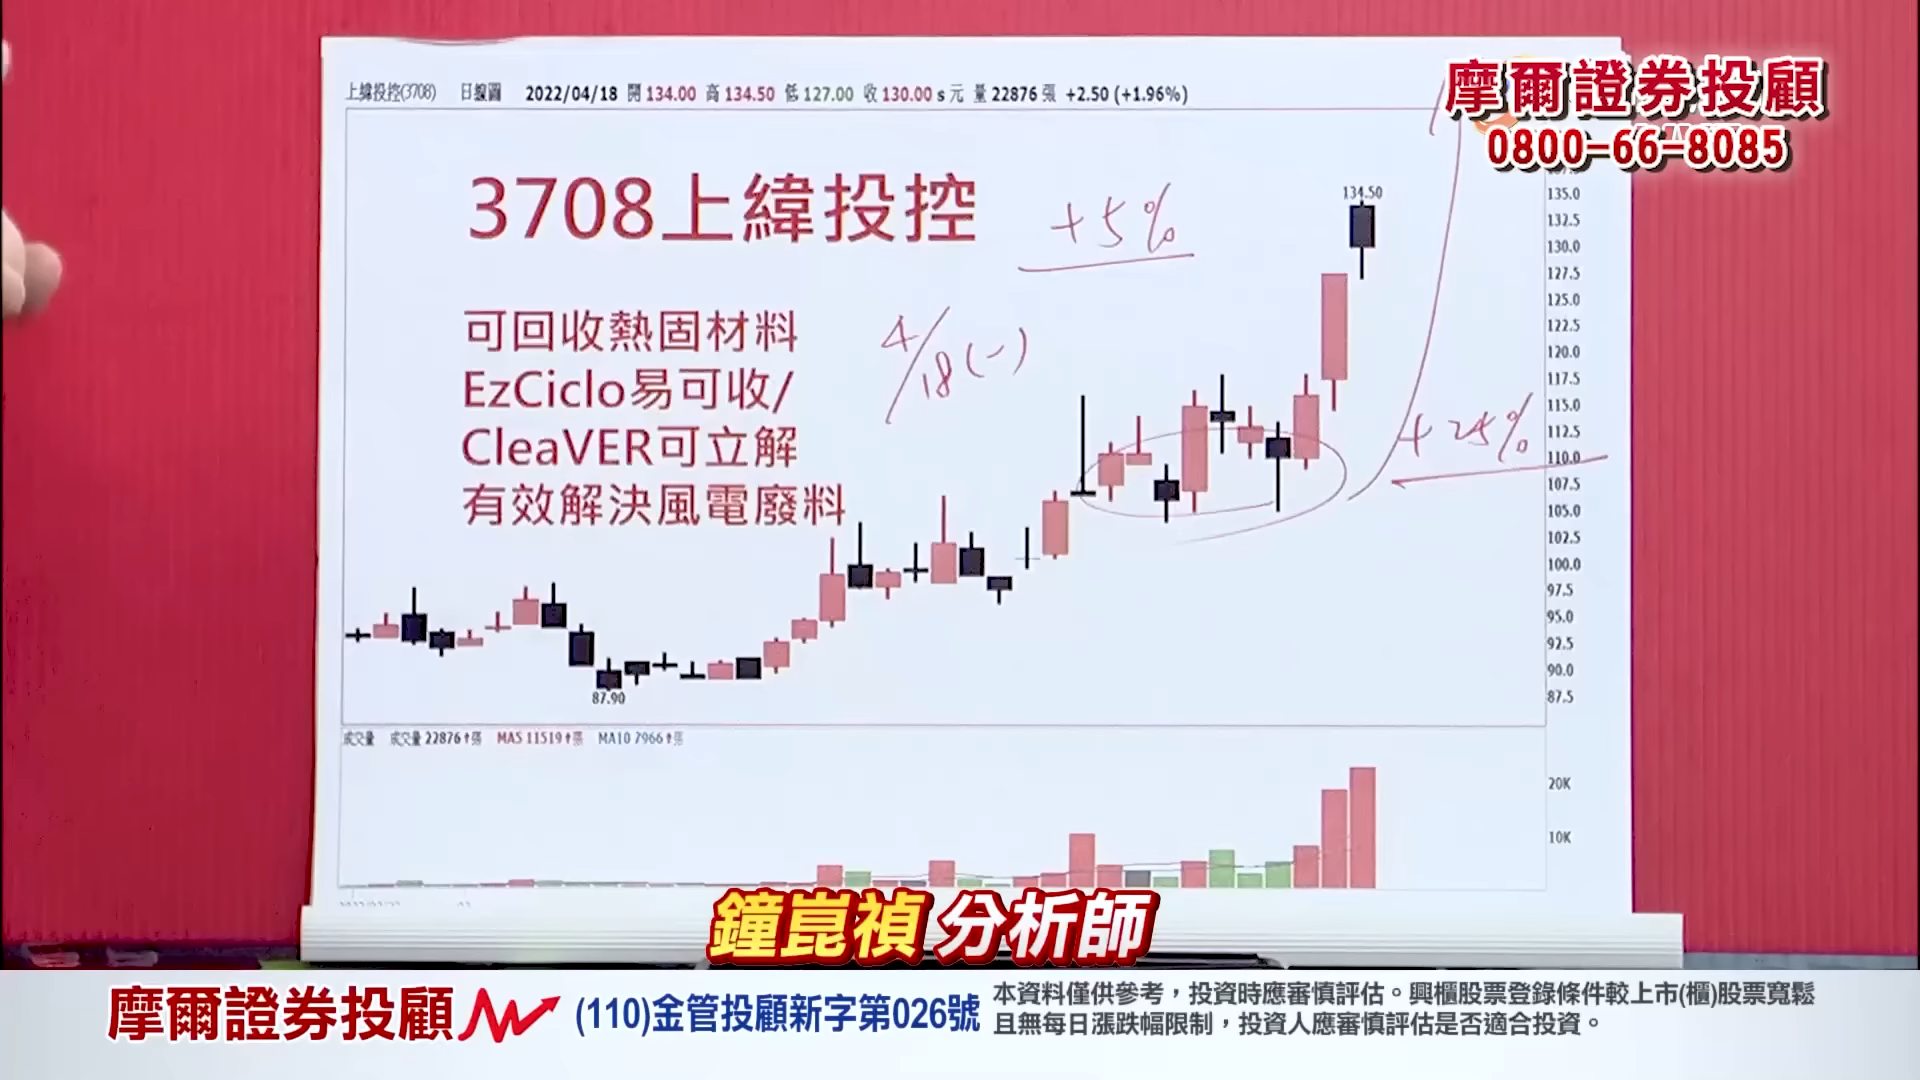 上緯投控(3708) 日線圖 2022/04/18 開 134.00 高 134.50 低 127.00 收 130.00 s 元 量 22876 張 +2.50 (+1.96%)
摩爾證券投顧
0800-66-8085
3708上緯投控
+5%
可回收熱固材料
4/18(一)
EzCiclo易可收/
CleaVER可立解
有效解決風電廢料
+25%
134.50
87.90
135.0
132.5
130.0
127.5
125.0
122.5
120.0
117.5
115.0
112.5
110.0
107.5
105.0
102.5
100.0
97.5
95.0
92.5
90.0
87.5
成交量 成交量 22876↑張 MA5 11519↑張 MA10 7966↑張
20K
10K
鐘崑禎 分析師
摩爾證券投顧 (110)金管投顧新字第026號
本資料僅供參考，投資時應審慎評估。興櫃股票登錄條件較上市(櫃)股票寬鬆
且無每日漲跌幅限制，投資人應審慎評估是否適合投資。